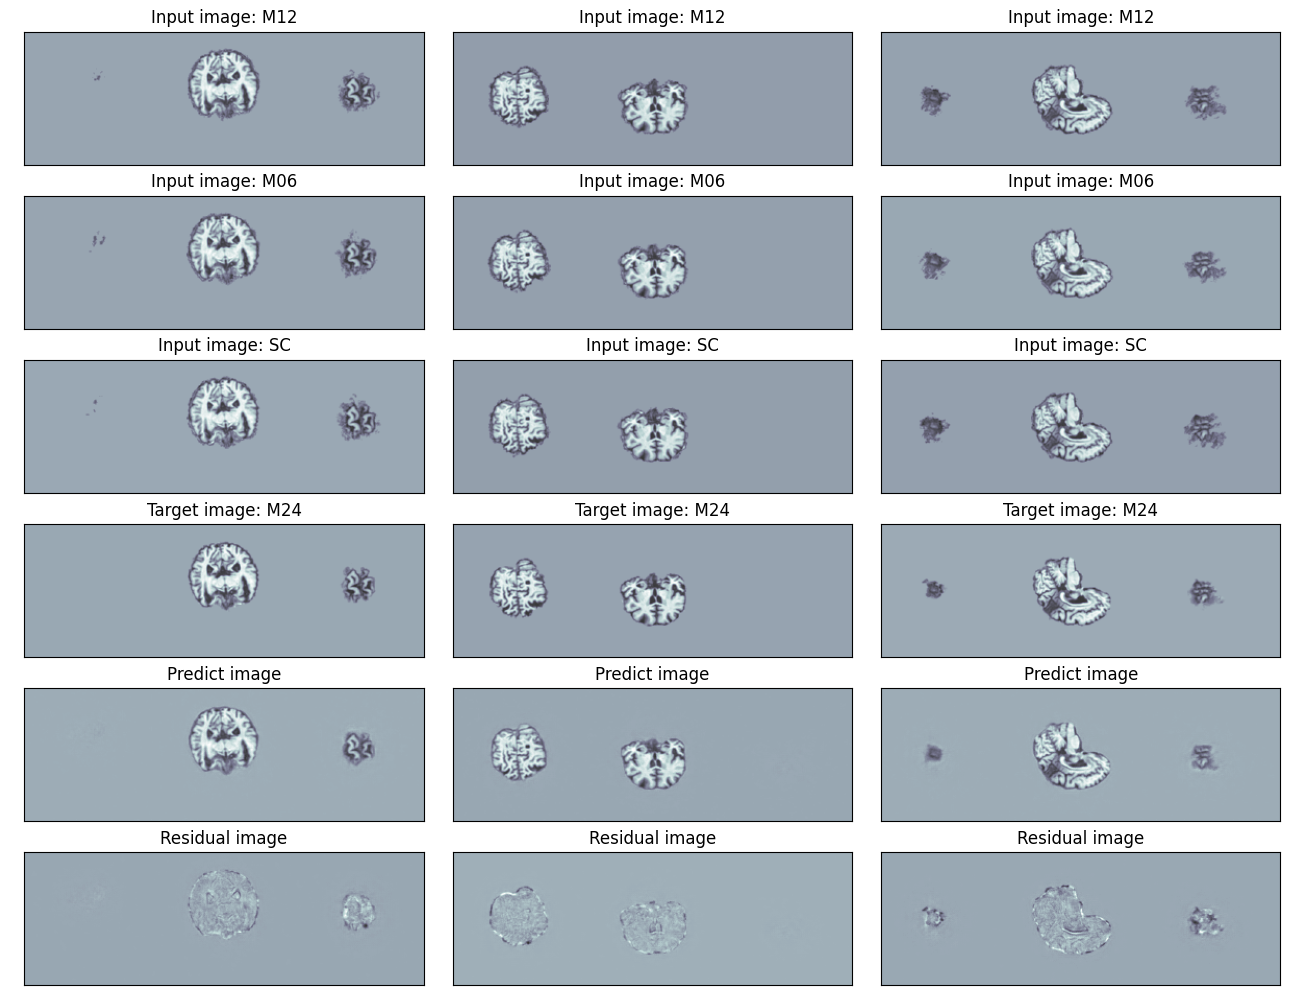 Input image: M12 Input image: M12 Input image: M12
Input image: M06 Input image: M06 Input image: M06
Input image: SC Input image: SC Input image: SC
Target image: M24 Target image: M24 Target image: M24
Predict image Predict image Predict image
Residual image Residual image Residual image